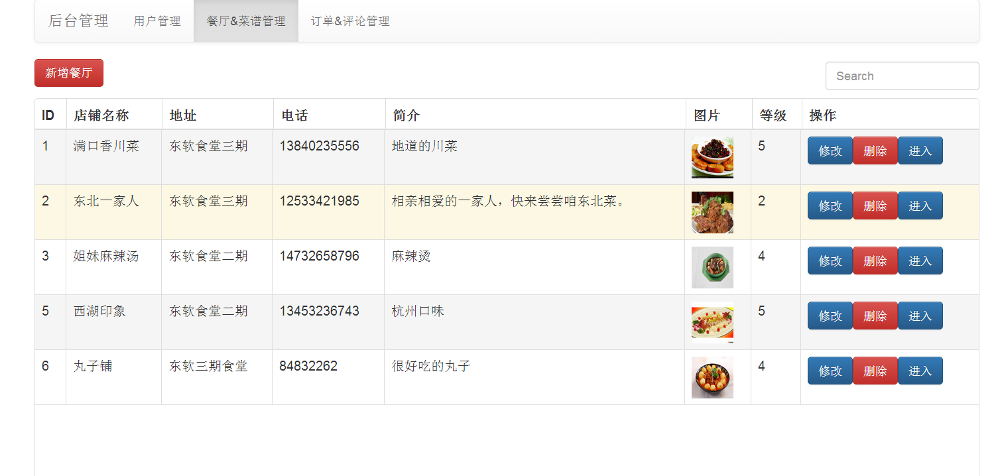 后台管理 用户管理 餐厅&菜谱管理 订单&评论管理
新增餐厅 Search
ID 店铺名称 地址 电话 简介 图片 等级 操作
1 满口香川菜 东软食堂三期 13840235556 地道的川菜 5 修改 删除 进入
2 东北一家人 东软食堂三期 12533421985 相亲相爱的一家人，快来尝尝咱东北菜。 2 修改 删除 进入
3 姐妹麻辣汤 东软食堂二期 14732658796 麻辣烫 4 修改 删除 进入
5 西湖印象 东软食堂二期 13453236743 杭州口味 5 修改 删除 进入
6 丸子铺 东软三期食堂 84832262 很好吃的丸子 4 修改 删除 进入